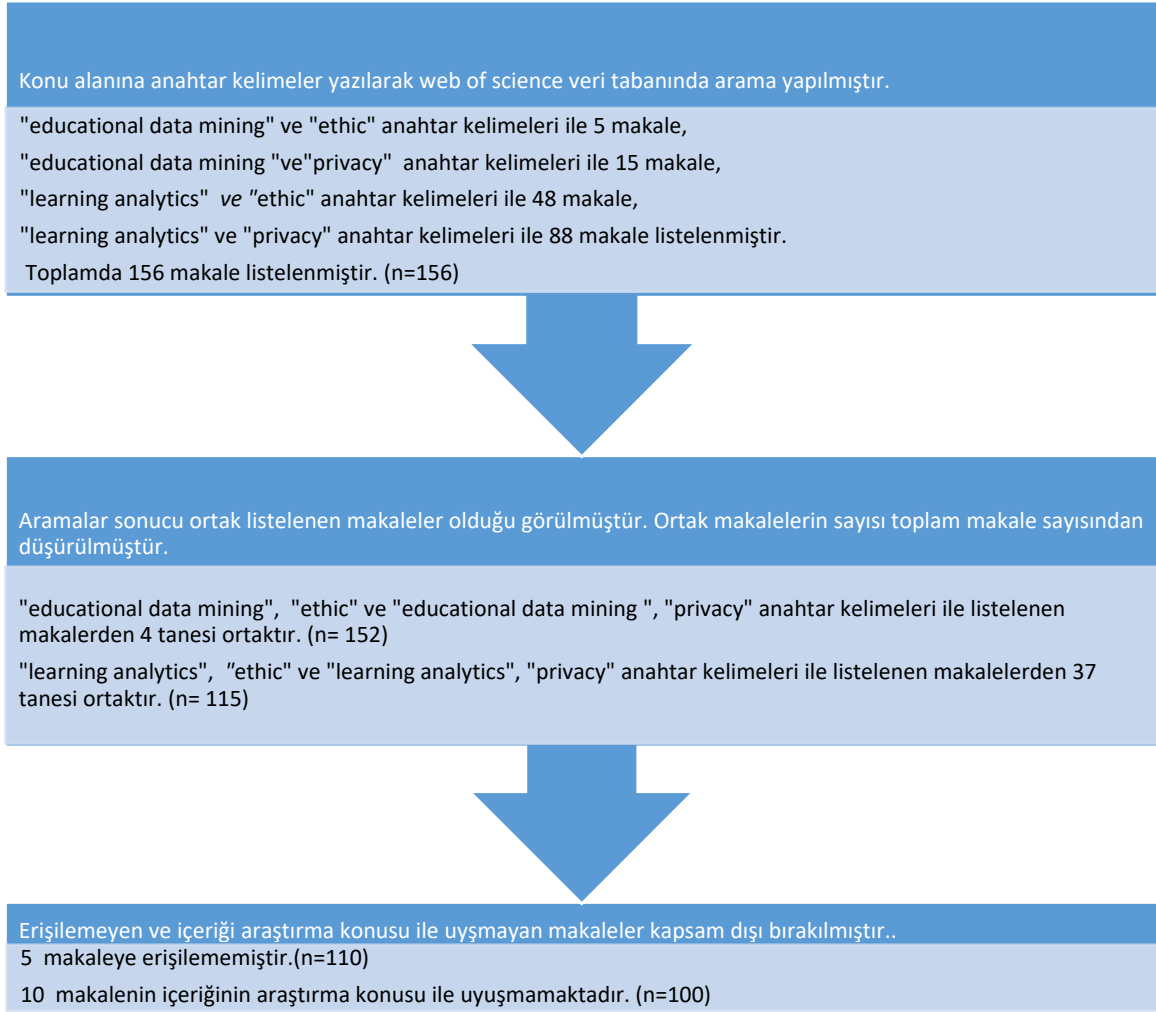 Konu alanına anahtar kelimeler yazılarak web of science veri tabanında arama yapılmıştır.
"educational data mining" ve "ethic" anahtar kelimeleri ile 5 makale,
"educational data mining "ve"privacy"  anahtar kelimeleri ile 15 makale,
"learning analytics"  ve "ethic" anahtar kelimeleri ile 48 makale,
"learning analytics" ve "privacy" anahtar kelimeleri ile 88 makale listelenmiştir.
Toplamda 156 makale listelenmiştir. (n=156)
Aramalar sonucu ortak listelenen makaleler olduğu görülmüştür. Ortak makalelerin sayısı toplam makale sayısından
düşürülmüştür.
"educational data mining",  "ethic" ve "educational data mining ", "privacy" anahtar kelimeleri ile listelenen
makalerden 4 tanesi ortaktır. (n= 152)
"learning analytics",  "ethic" ve "learning analytics", "privacy" anahtar kelimeleri ile listelenen makalelerden 37
tanesi ortaktır. (n= 115)
Erişilemeyen ve içeriği araştırma konusu ile uyşmayan makaleler kapsam dışı bırakılmıştır..
5  makaleye erişilememiştir.(n=110)
10  makalenin içeriğinin araştırma konusu ile uyuşmamaktadır. (n=100)